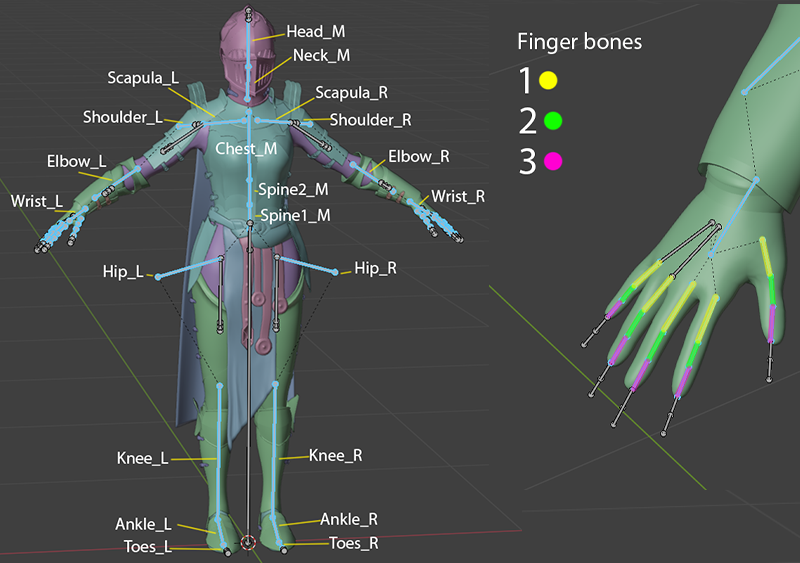 Head_M
Neck_M
Scapula_L
Scapula_R
Shoulder_L
Shoulder_R
Chest_M
Elbow_L
Elbow_R
Spine2_M
Wrist_L
Wrist_R
Spine1_M
Hip_L
Hip_R
Knee_L
Knee_R
Ankle_L
Ankle_R
Toes_L
Toes_R
Finger bones
1
2
3